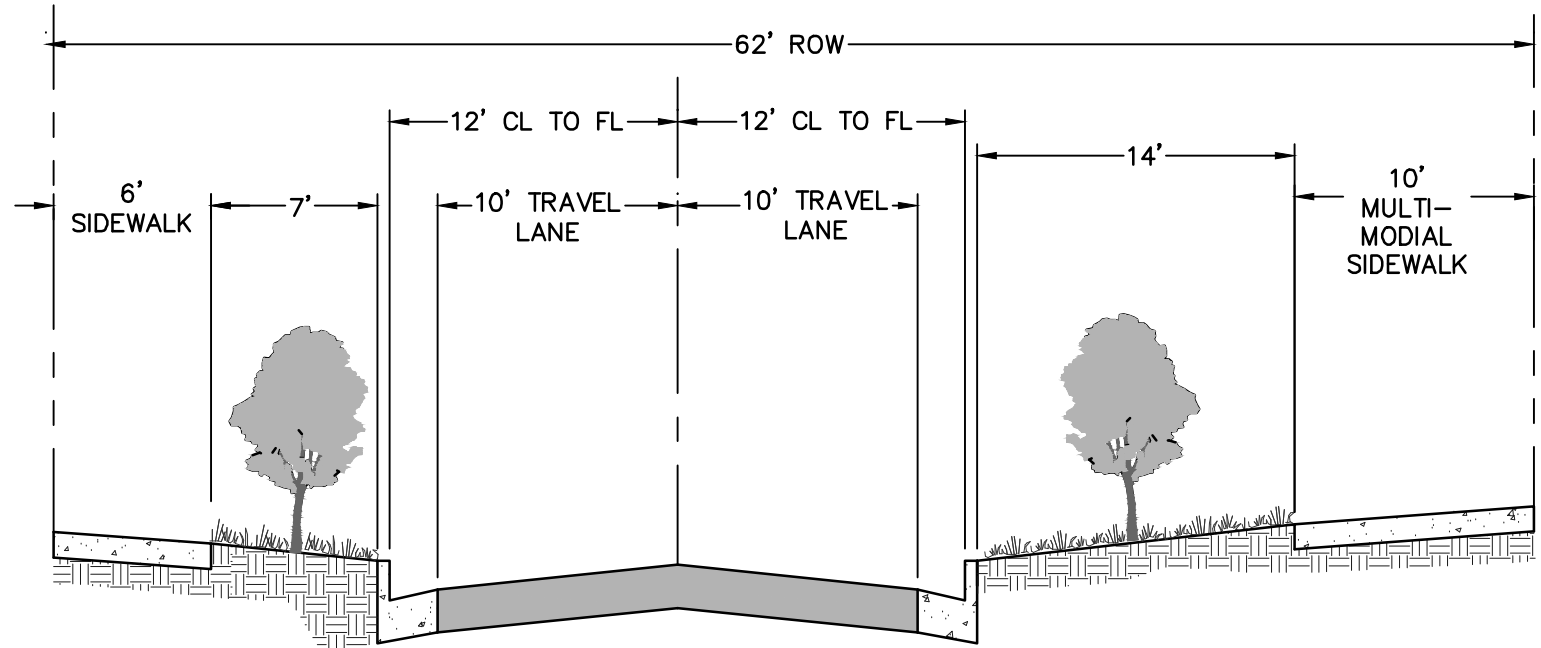 62' ROW
12' CL TO FL
12' CL TO FL
14'
6'
SIDEWALK
7'
10' TRAVEL
LANE
10' TRAVEL
LANE
10'
MULTI-
MODIAL
SIDEWALK